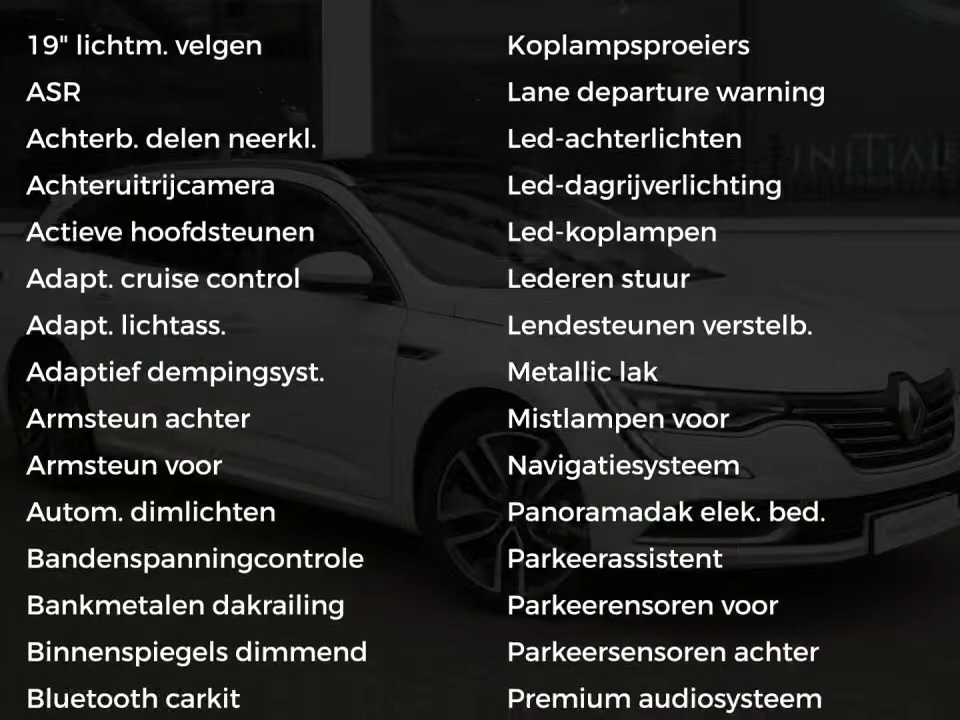 19" lichtm. velgen
ASR
Achterb. delen neerkl.
Achteruitrijcamera
Actieve hoofdsteunen
Adapt. cruise control
Adapt. lichtass.
Adaptief dempingsyst.
Armsteun achter
Armsteun voor
Autom. dimlichten
Bandenspanningcontrole
Bankmetalen dakrailing
Binnenspiegels dimmend
Bluetooth carkit
Koplampsproeiers
Lane departure warning
Led-achterlichten
Led-dagrijverlichting
Led-koplampen
Lederen stuur
Lendesteunen verstelb.
Metallic lak
Mistlampen voor
Navigatiesysteem
Panoramadak elek. bed.
Parkeerassistent
Parkeerensoren voor
Parkeersensoren achter
Premium audiosysteem
INITIALE